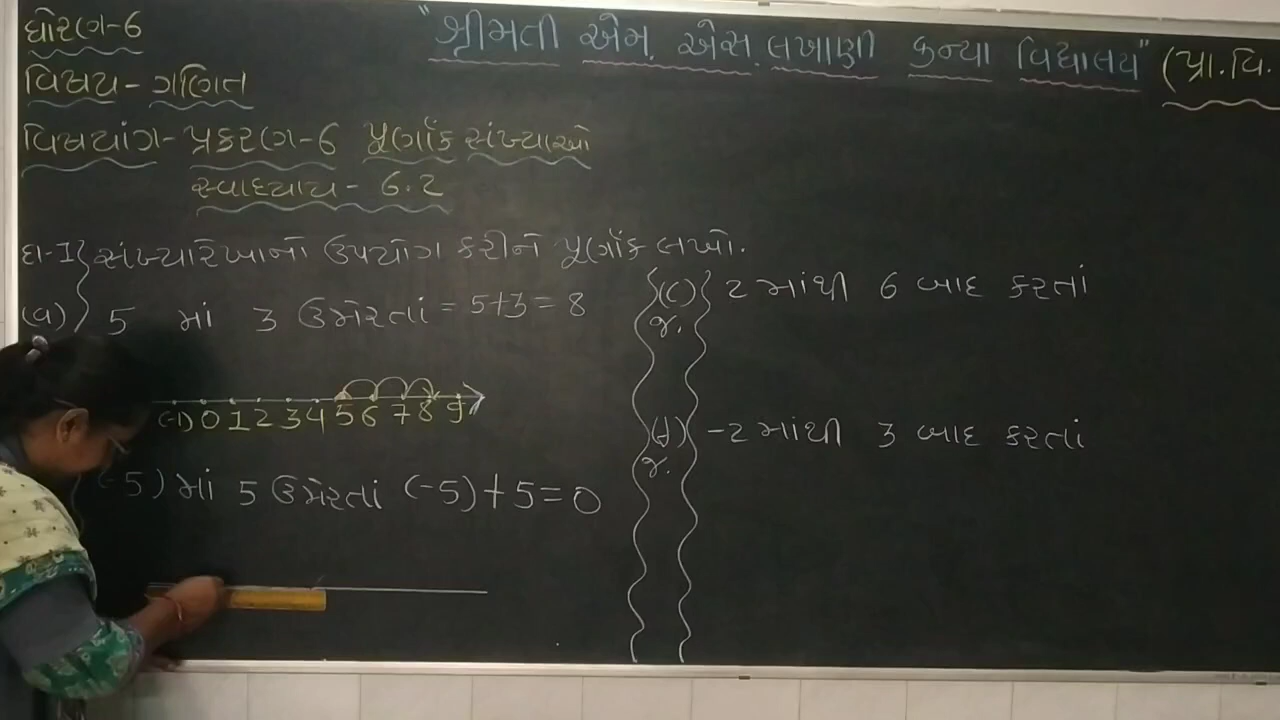 "શ્રીમતી એમ. એસ. લખાણી કન્યા વિદ્યાલય" (પ્રા.વિ.
ધોરણ-6
વિષય - ગણિત
વિષયાંગ- પ્રકરણ-6 પૂર્ણાંક સંખ્યાઓ
સ્વાધ્યાય - 6.2
દા-1 સંખ્યારેખાનો ઉપયોગ કરીને પૂર્ણાંક લખો.
(a) 5 માં 3 ઉમેરતાં = 5+3 = 8
(-1) 0 1 2 3 4 5 6 7 8 9
-5) માં 5 ઉમેરતાં (-5)+5=0
(c) 2 માંથી 6 બાદ કરતાં
જ.
(d) -2 માંથી 3 બાદ કરતાં
જ.